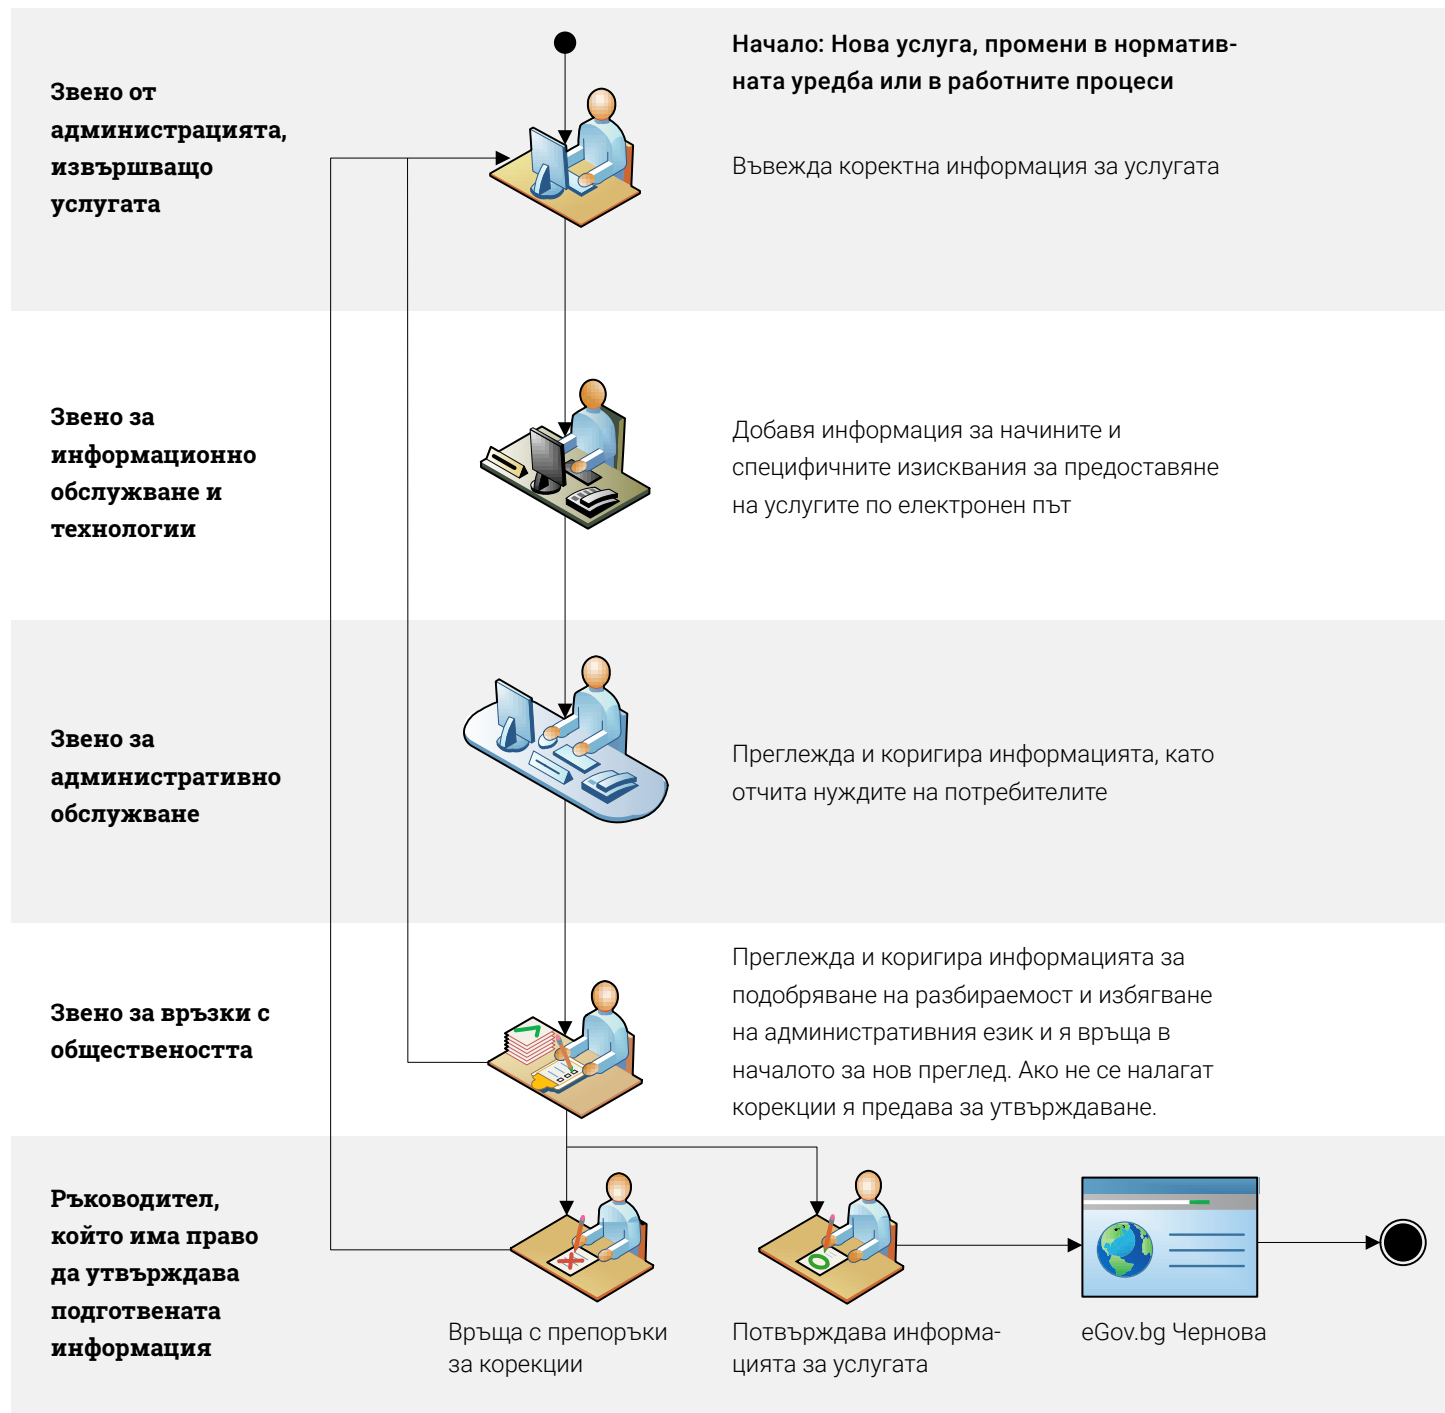 Начало: Нова услуга, промени в норматив-
ната уредба или в работните процеси
Звено от
администрацията,
извършващо
услугата
Въвежда коректна информация за услугата
Звено за
информационно
обслужване и
технологии
Добавя информация за начините и
специфичните изисквания за предоставяне
на услугите по електронен път
Звено за
административно
обслужване
Преглежда и коригира информацията, като
отчита нуждите на потребителите
Звено за връзки с
обществеността
Преглежда и коригира информацията за
подобряване на разбираемост и избягване
на административния език и я връща в
началото за нов преглед. Ако не се налагат
корекции я предава за утвърждаване.
Ръководител,
който има право
да утвърждава
подготвената
информация
Връща с препоръки
за корекции
Потвърждава информа-
цията за услугата
eGov.bg Чернова